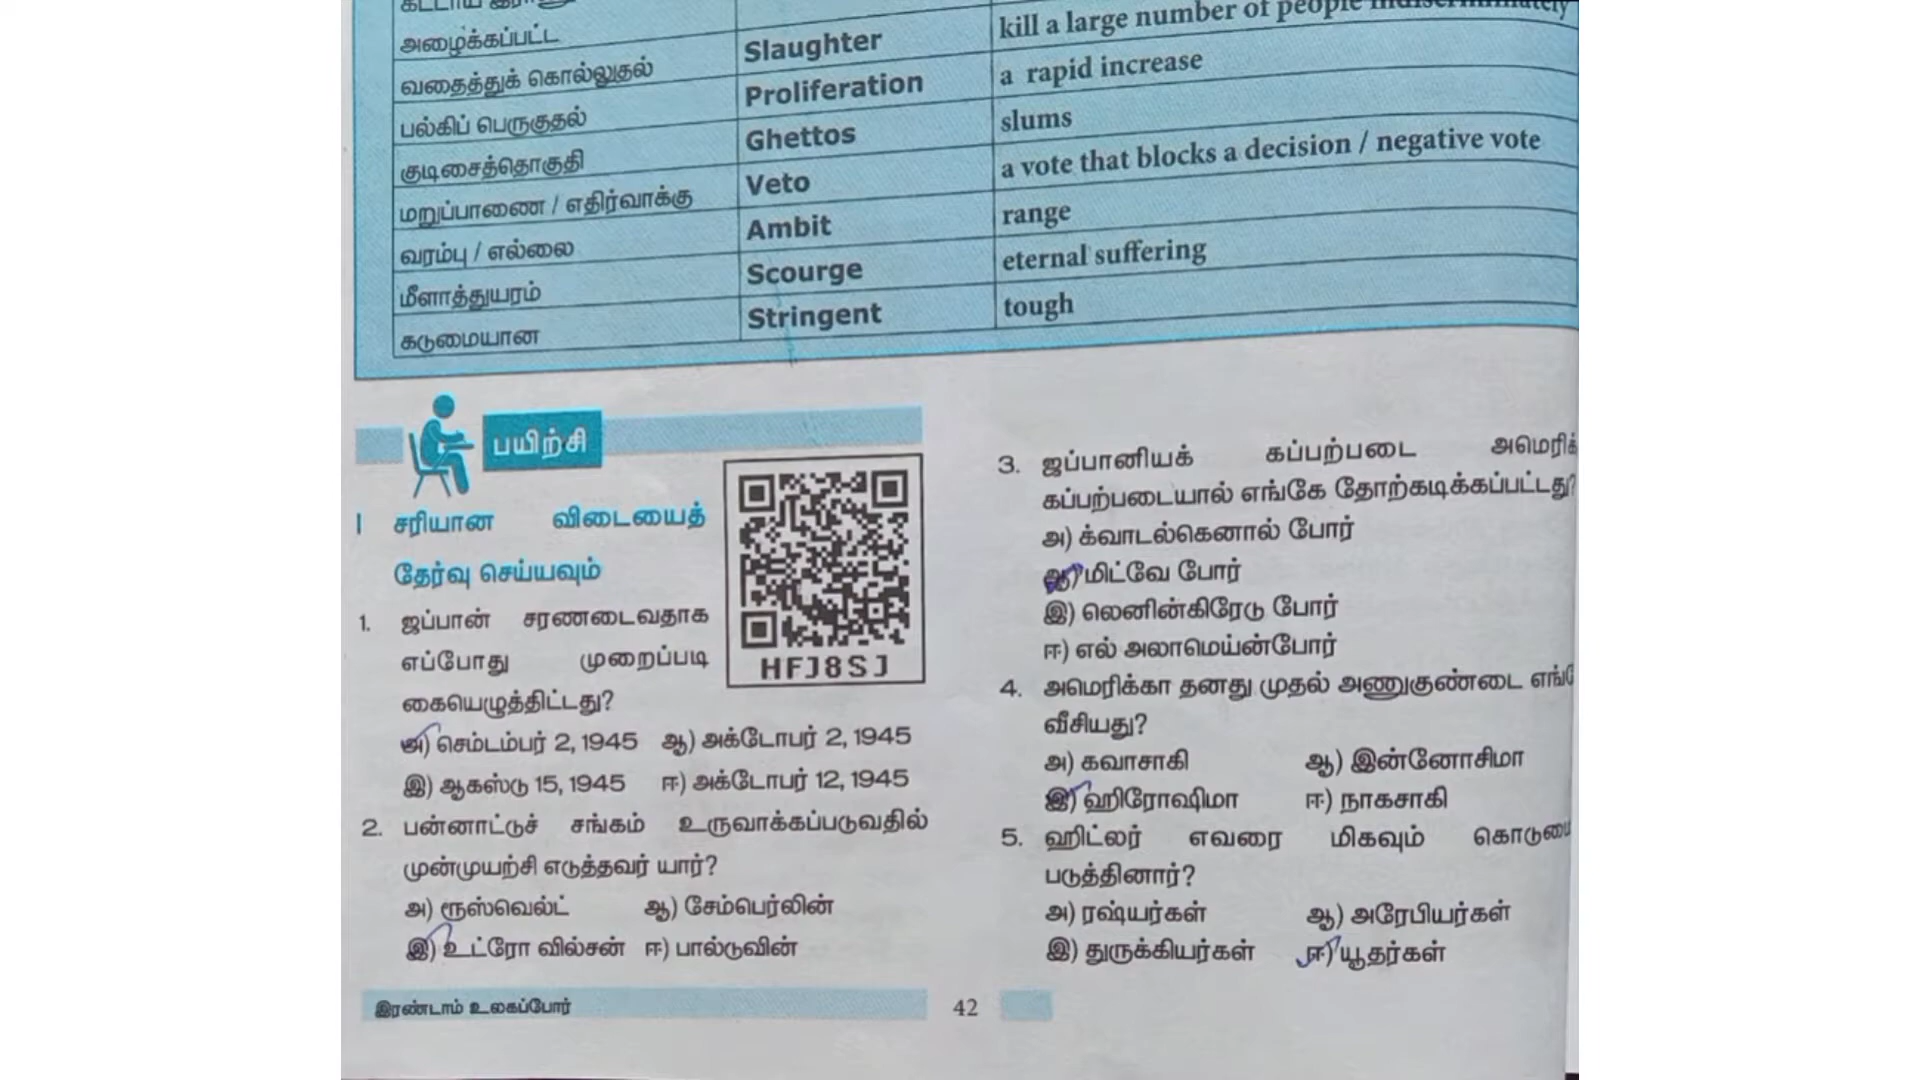 அழைக்கப்பட்ட
வதைத்துக் கொல்லுதல் Slaughter kill a large number of people indiscriminately
பல்கிப் பெருகுதல் Proliferation a rapid increase
குடிசைத்தொகுதி Ghettos slums
மறுப்பாணை / எதிர்வாக்கு Veto a vote that blocks a decision / negative vote
வரம்பு / எல்லை Ambit range
மீளாத்துயரம் Scourge eternal suffering
கடுமையான Stringent tough
பயிற்சி
I சரியான விடையைத்
தேர்வு செய்யவும்
HFJ8SJ
1. ஜப்பான் சரணடைவதாக
எப்போது முறைப்படி
கையெழுத்திட்டது?
அ) செம்டம்பர் 2, 1945 ஆ) அக்டோபர் 2, 1945
இ) ஆகஸ்டு 15, 1945 ஈ) அக்டோபர் 12, 1945
2. பன்னாட்டுச் சங்கம் உருவாக்கப்படுவதில்
முன்முயற்சி எடுத்தவர் யார்?
அ) ரூஸ்வெல்ட் ஆ) சேம்பெர்லின்
இ) உட்ரோ வில்சன் ஈ) பால்டுவின்
3. ஜப்பானியக் கப்பற்படை அமெரிக்
கப்பற்படையால் எங்கே தோற்கடிக்கப்பட்டது?
அ) க்வாடல்கெனால் போர்
ஆ) மிட்வே போர்
இ) லெனின்கிரேடு போர்
ஈ) எல் அலாமெய்ன்போர்
4. அமெரிக்கா தனது முதல் அணுகுண்டை
வீசியது?
அ) கவாசாகி ஆ) இன்னோசிமா
இ) ஹிரோஷிமா ஈ) நாகசாகி
5. ஹிட்லர் எவரை மிகவும்
படுத்தினார்?
அ) ரஷ்யர்கள் ஆ) அரேபியர்கள்
இ) துருக்கியர்கள் ஈ) யூதர்கள்
இரண்டாம் உலகப்போர் 42